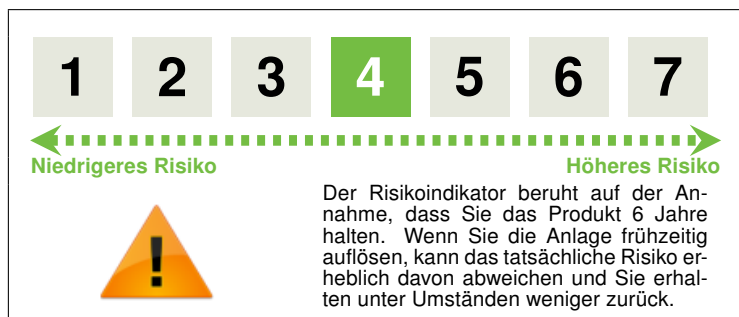 1 2 3 4 5 6 7
Niedrigeres Risiko Höheres Risiko
Der Risikoindikator beruht auf der An-
nahme, dass Sie das Produkt 6 Jahre
halten. Wenn Sie die Anlage frühzeitig
auflösen, kann das tatsächliche Risiko er-
heblich davon abweichen und Sie erhal-
ten unter Umständen weniger zurück.